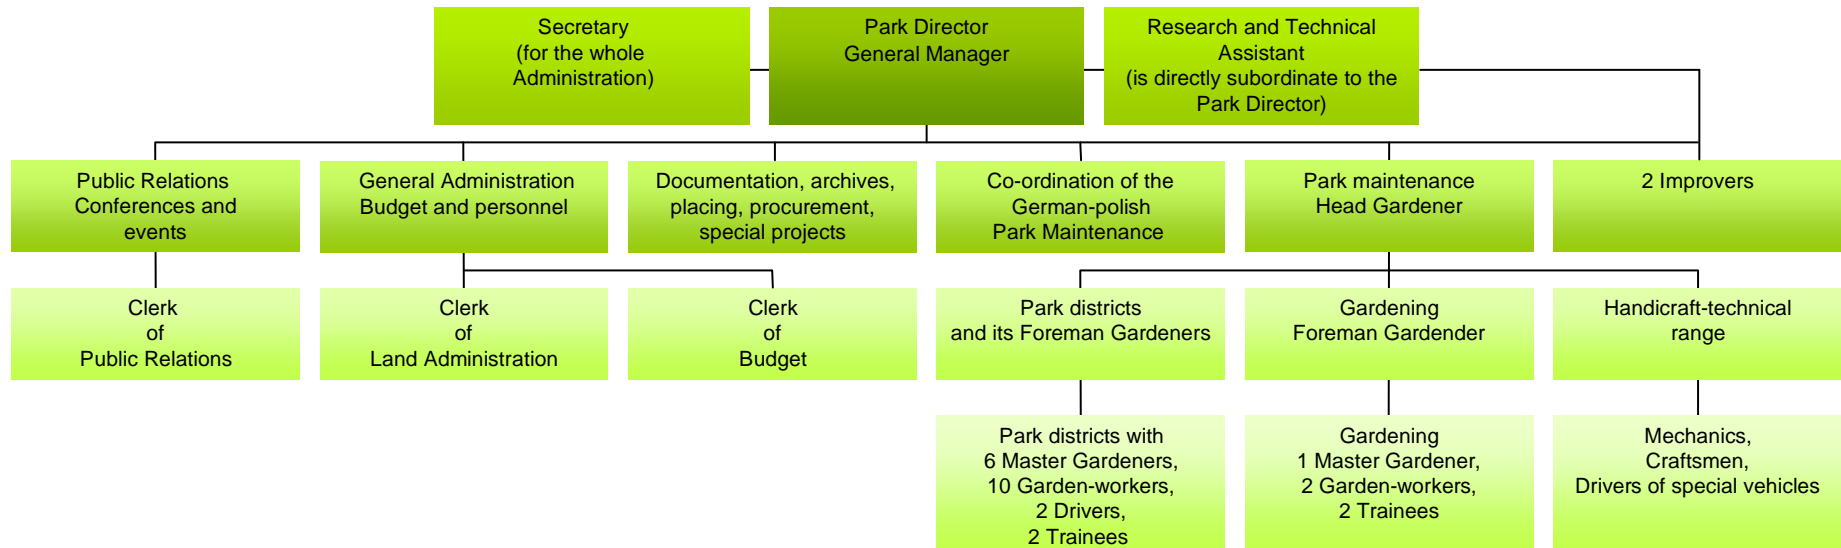 Secretary
(for the whole
Administration)
Park Director
General Manager
Research and Technical
Assistant
(is directly subordinate to the
Park Director)
Public Relations
Conferences and
events
General Administration
Budget and personnel
Documentation, archives,
placing, procurement,
special projects
Co-ordination of the
German-polish
Park Maintenance
Park maintenance
Head Gardener
2 Improvers
Clerk
of
Public Relations
Clerk
of
Land Administration
Clerk
of
Budget
Park districts
and its Foreman Gardeners
Gardening
Foreman Gardender
Handicraft-technical
range
Park districts with
6 Master Gardeners,
10 Garden-workers,
2 Drivers,
2 Trainees
Gardening
1 Master Gardener,
2 Garden-workers,
2 Trainees
Mechanics,
Craftsmen,
Drivers of special vehicles